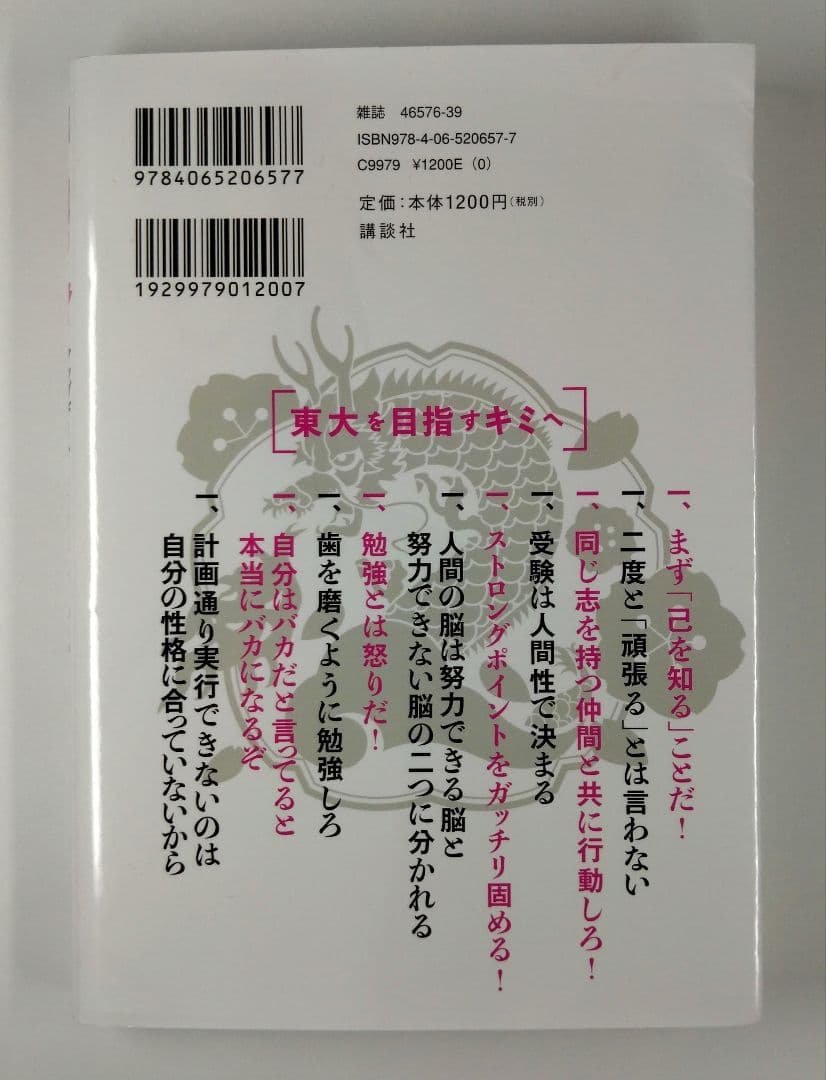 9784065206577
1929979012007
雑誌 46576-39
ISBN978-4-06-520657-7
C9979 ¥1200E (0)
定価：本体1200円(税別)
講談社
東大を目指すキミへ
一、まず「己を知る」ことだ！
一、二度と「頑張る」とは言わない
一、同じ志を持つ仲間と共に行動しろ！
一、受験は人間性で決まる
一、ストロングポイントをガッチリ固める！
一、人間の脳は努力できる脳と
努力できない脳の二つに分かれる
一、勉強とは怒りだ！
一、歯を磨くように勉強しろ
一、自分はバカだと言ってると
本当にバカになるぞ
一、計画通り実行できないのは
自分の性格に合っていないから